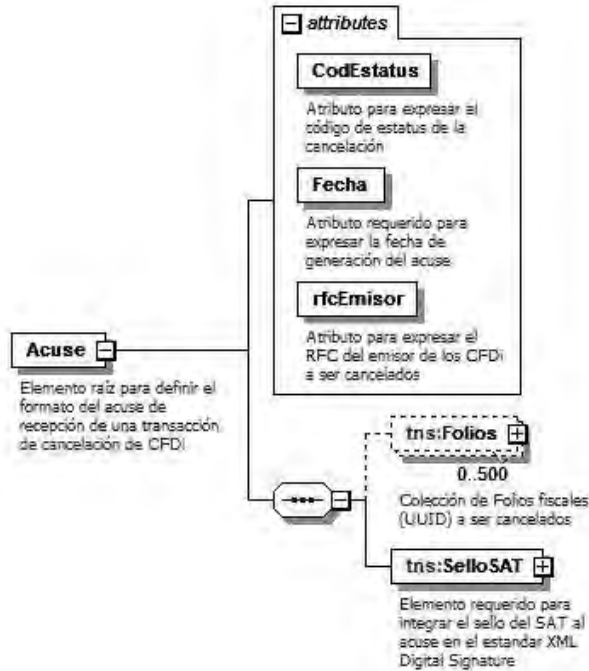 attributes
CodEstatus
Atributo para expresar el
código de estatus de la
cancelación
Fecha
Atributo requerido para
expresar la fecha de
generación del acuse
rfcEmisor
Atributo para expresar el
RFC del emisor de los CFDi
a ser cancelados
Acuse
Elemento raíz para definir el
formato del acuse de
recepción de una transacción
de cancelación de CFDi
tns:Folios
0..500
Colección de Folios fiscales
(UUID) a ser cancelados
tns:SelloSAT
Elemento requerido para
integrar el sello del SAT al
acuse en el estandar XML
Digital Signature